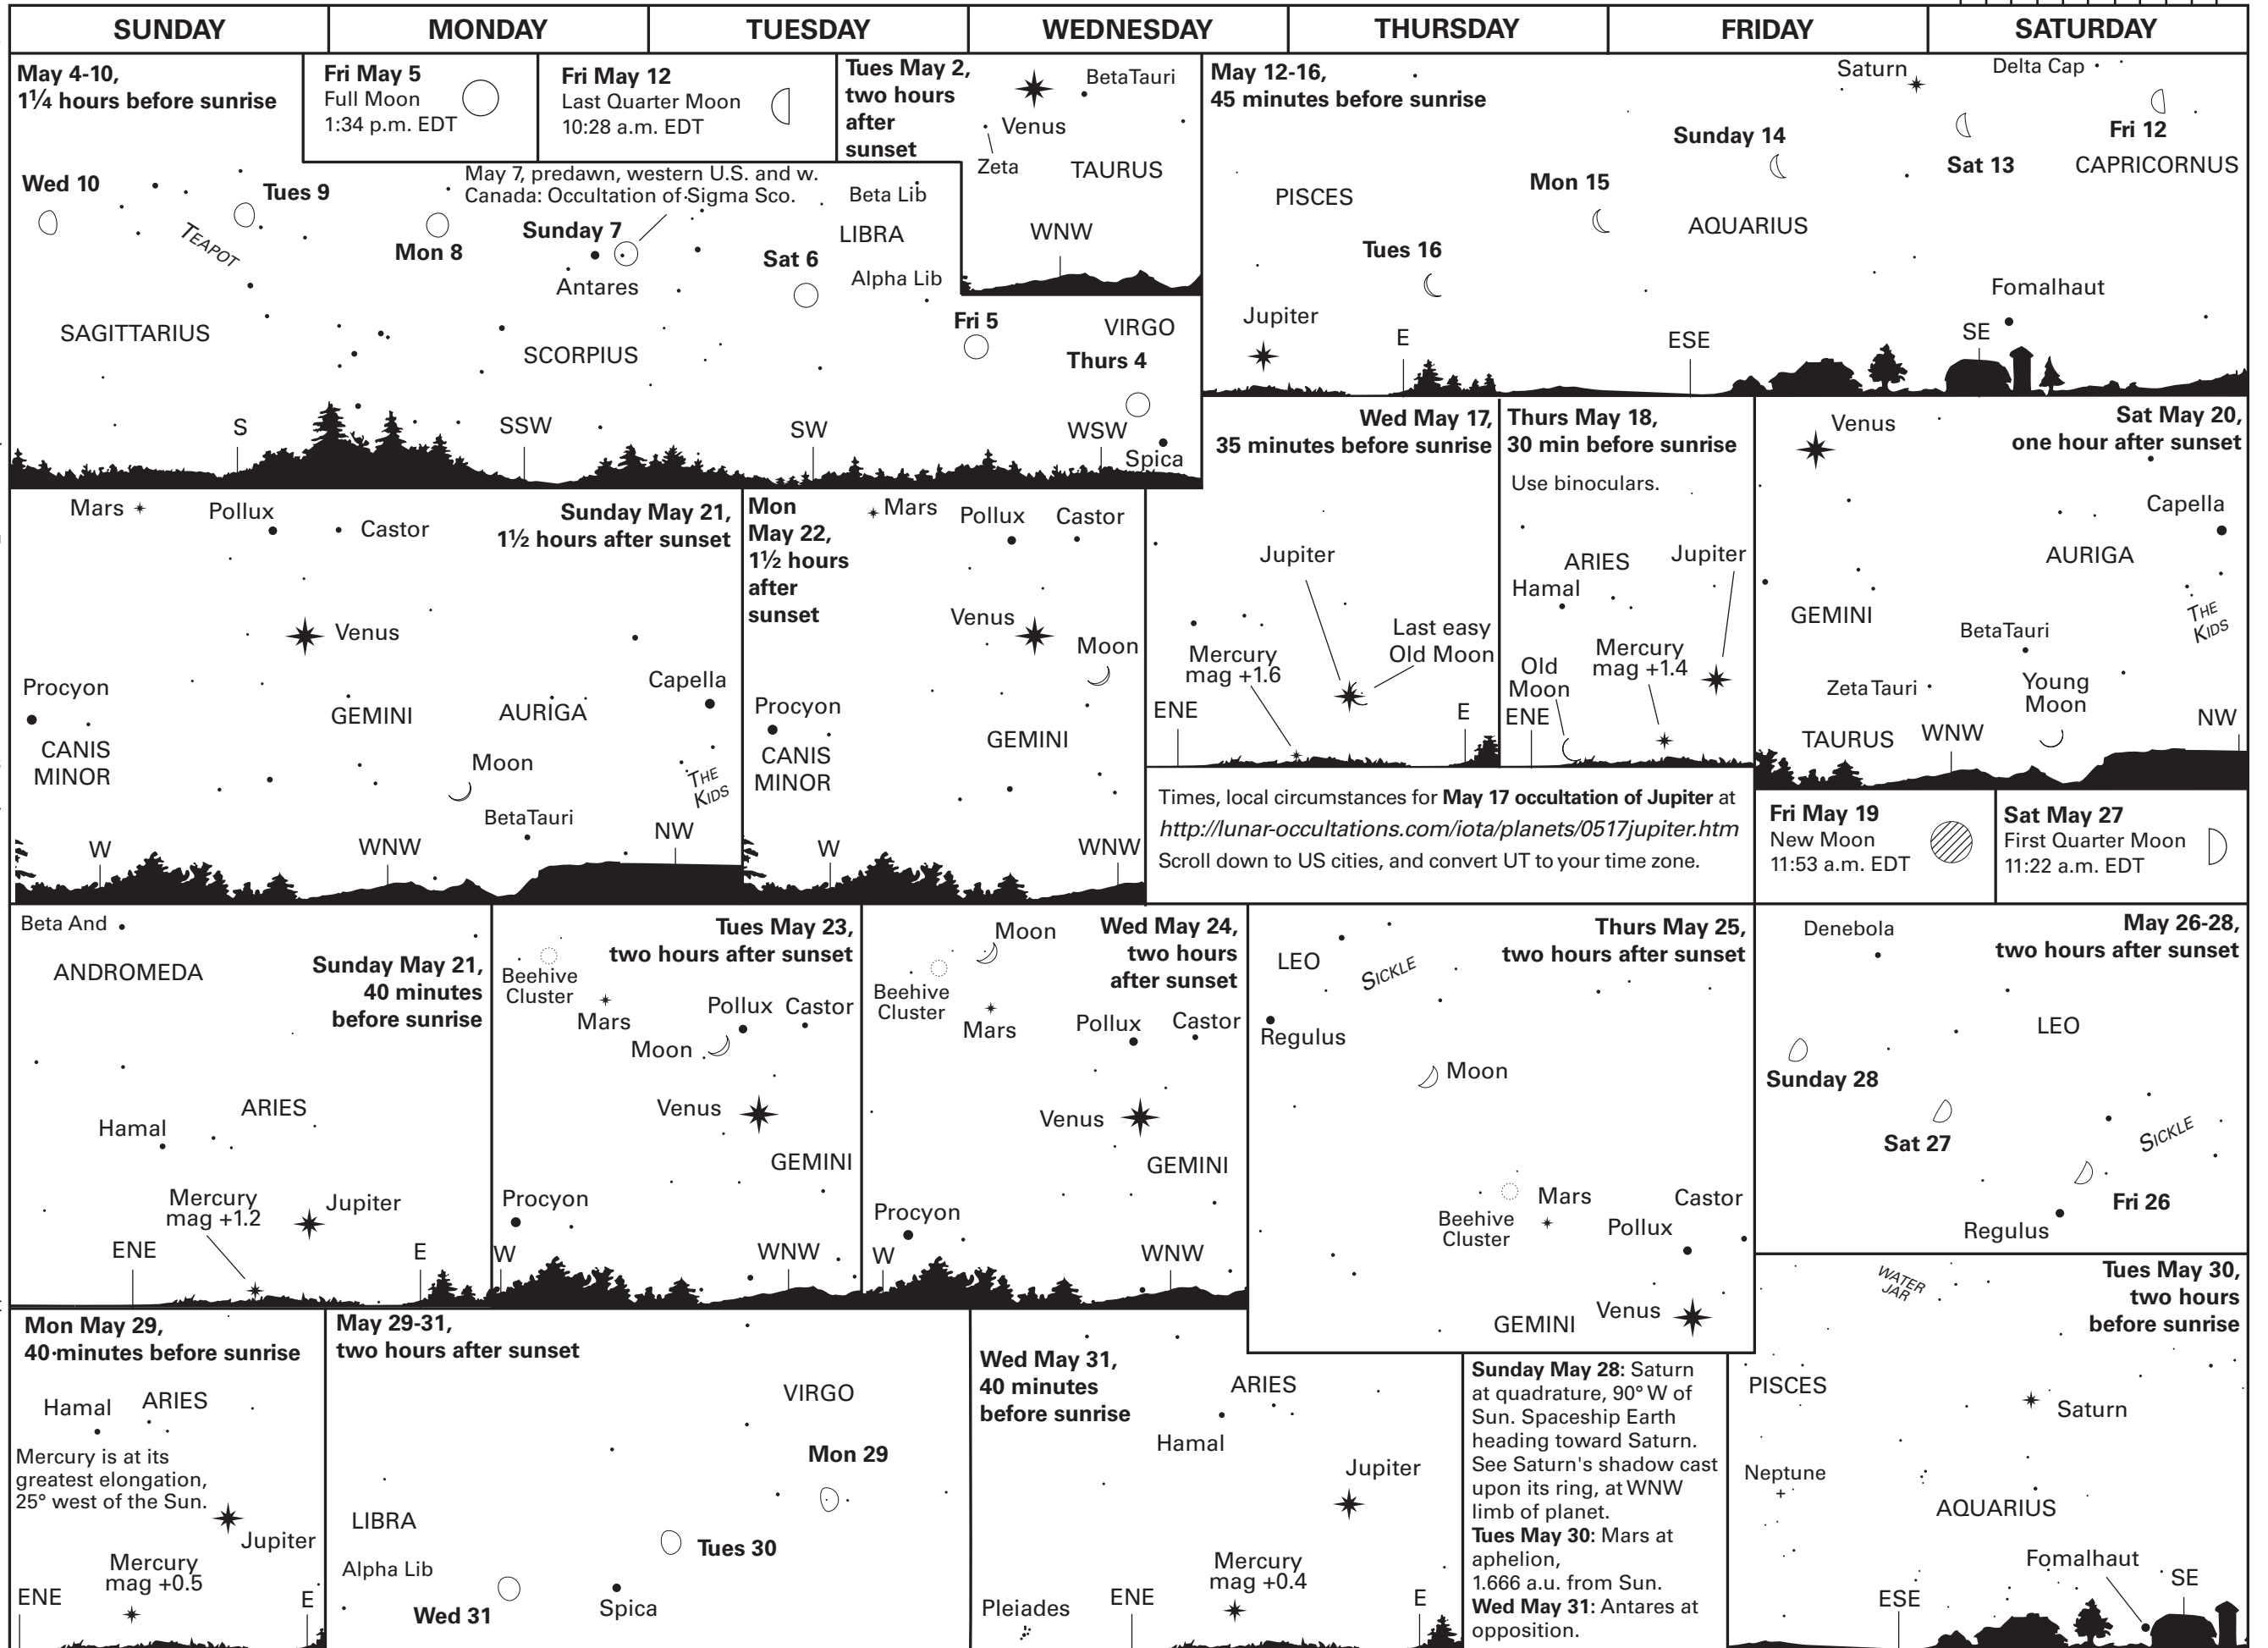 SUNDAY MONDAY TUESDAY WEDNESDAY THURSDAY FRIDAY SATURDAY
May 4-10,
1¼ hours before sunrise
Wed 10
Tues 9
TEAPOT
Mon 8
May 7, predawn, western U.S. and w.
Canada: Occultation of Sigma Sco.
Sunday 7
Antares
Sat 6
Beta Lib
LIBRA
Alpha Lib
Fri 5
VIRGO
Thurs 4
SAGITTARIUS
SCORPIUS
S
SSW
SW
WSW
Spica
Fri May 5
Full Moon
1:34 p.m. EDT
Fri May 12
Last Quarter Moon
10:28 a.m. EDT
Tues May 2,
two hours
after
sunset
Beta Tauri
Venus
Zeta
TAURUS
WNW
May 12-16,
45 minutes before sunrise
Saturn
Delta Cap
Fri 12
CAPRICORNUS
Sat 13
Sunday 14
Mon 15
PISCES
AQUARIUS
Tues 16
Fomalhaut
Jupiter
E
ESE
SE
Wed May 17,
35 minutes before sunrise
Jupiter
Last easy
Old Moon
Mercury
mag +1.6
ENE
E
Thurs May 18,
30 min before sunrise
Use binoculars.
ARIES
Jupiter
Hamal
Mercury
mag +1.4
Old
Moon
ENE
Sat May 20,
one hour after sunset
Venus
Capella
AURIGA
GEMINI
THE
KIDS
Beta Tauri
Zeta Tauri
Young
Moon
NW
TAURUS
WNW
Sunday May 21,
1½ hours after sunset
Mars
Pollux
Castor
Venus
Procyon
Capella
GEMINI
AURIGA
CANIS
MINOR
Moon
THE
KIDS
Beta Tauri
W
WNW
NW
Mon
May 22,
1½ hours
after
sunset
Mars
Pollux
Castor
Venus
Moon
Procyon
GEMINI
CANIS
MINOR
W
WNW
Times, local circumstances for May 17 occultation of Jupiter at
http://lunar-occultations.com/iota/planets/0517jupiter.htm
Scroll down to US cities, and convert UT to your time zone.
Fri May 19
New Moon
11:53 a.m. EDT
Sat May 27
First Quarter Moon
11:22 a.m. EDT
Beta And
ANDROMEDA
Sunday May 21,
40 minutes
before sunrise
ARIES
Hamal
Mercury
mag +1.2
Jupiter
ENE
E
Tues May 23,
two hours after sunset
Beehive
Cluster
Mars
Pollux
Castor
Moon
Venus
GEMINI
Procyon
W
WNW
Wed May 24,
two hours
after sunset
Moon
Beehive
Cluster
Mars
Pollux
Castor
Venus
GEMINI
Procyon
W
WNW
Thurs May 25,
two hours after sunset
LEO
SICKLE
Regulus
Moon
Beehive
Cluster
Mars
Castor
Pollux
Venus
GEMINI
May 26-28,
two hours after sunset
Denebola
LEO
Sunday 28
Sat 27
SICKLE
Fri 26
Regulus
Mon May 29,
40 minutes before sunrise
Hamal
ARIES
Mercury is at its
greatest elongation,
25° west of the Sun.
Jupiter
Mercury
mag +0.5
ENE
E
May 29-31,
two hours after sunset
VIRGO
Mon 29
LIBRA
Tues 30
Alpha Lib
Wed 31
Spica
Wed May 31,
40 minutes
before sunrise
ARIES
Hamal
Jupiter
Mercury
mag +0.4
Pleiades
ENE
E
Sunday May 28: Saturn
at quadrature, 90° W of
Sun. Spaceship Earth
heading toward Saturn.
See Saturn's shadow cast
upon its ring, at WNW
limb of planet.
Tues May 30: Mars at
aphelion,
1.666 a.u. from Sun.
Wed May 31: Antares at
opposition.
Tues May 30,
two hours
before sunrise
WATER
JAR
PISCES
Saturn
Neptune
AQUARIUS
Fomalhaut
ESE
SE